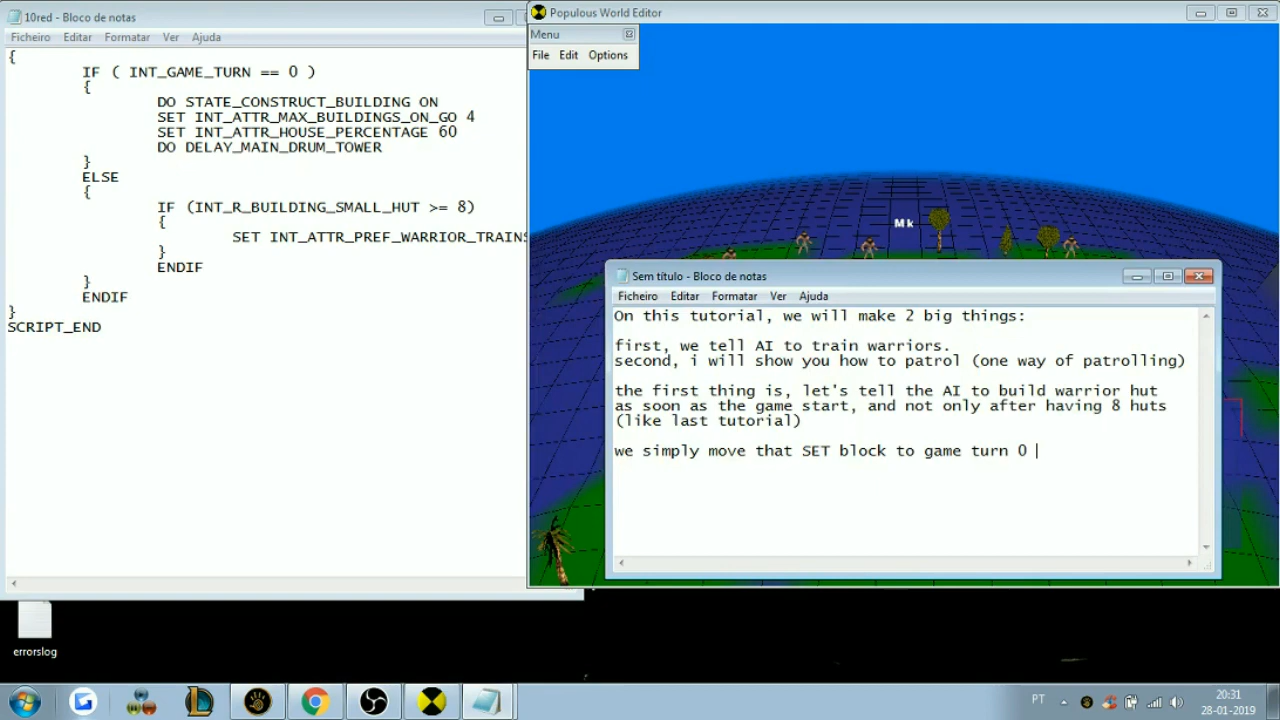 10red - Bloco de notas
Ficheiro Editar Formatar Ver Ajuda
{
IF ( INT_GAME_TURN == 0 )
{
DO STATE_CONSTRUCT_BUILDING ON
SET INT_ATTR_MAX_BUILDINGS_ON_GO 4
SET INT_ATTR_HOUSE_PERCENTAGE 60
DO DELAY_MAIN_DRUM_TOWER
}
ELSE
{
IF (INT_R_BUILDING_SMALL_HUT >= 8)
{
SET INT_ATTR_PREF_WARRIOR_TRAINS
}
ENDIF
}
ENDIF
}
SCRIPT_END
Populous World Editor
Menu
File Edit Options
Mk
Sem título - Bloco de notas
Ficheiro Editar Formatar Ver Ajuda
On this tutorial, we will make 2 big things:
first, we tell AI to train warriors.
second, i will show you how to patrol (one way of patrolling)
the first thing is, let's tell the AI to build warrior hut
as soon as the game start, and not only after having 8 huts
(like last tutorial)
we simply move that SET block to game turn 0
errorslog
PT
20:31
28-01-2019